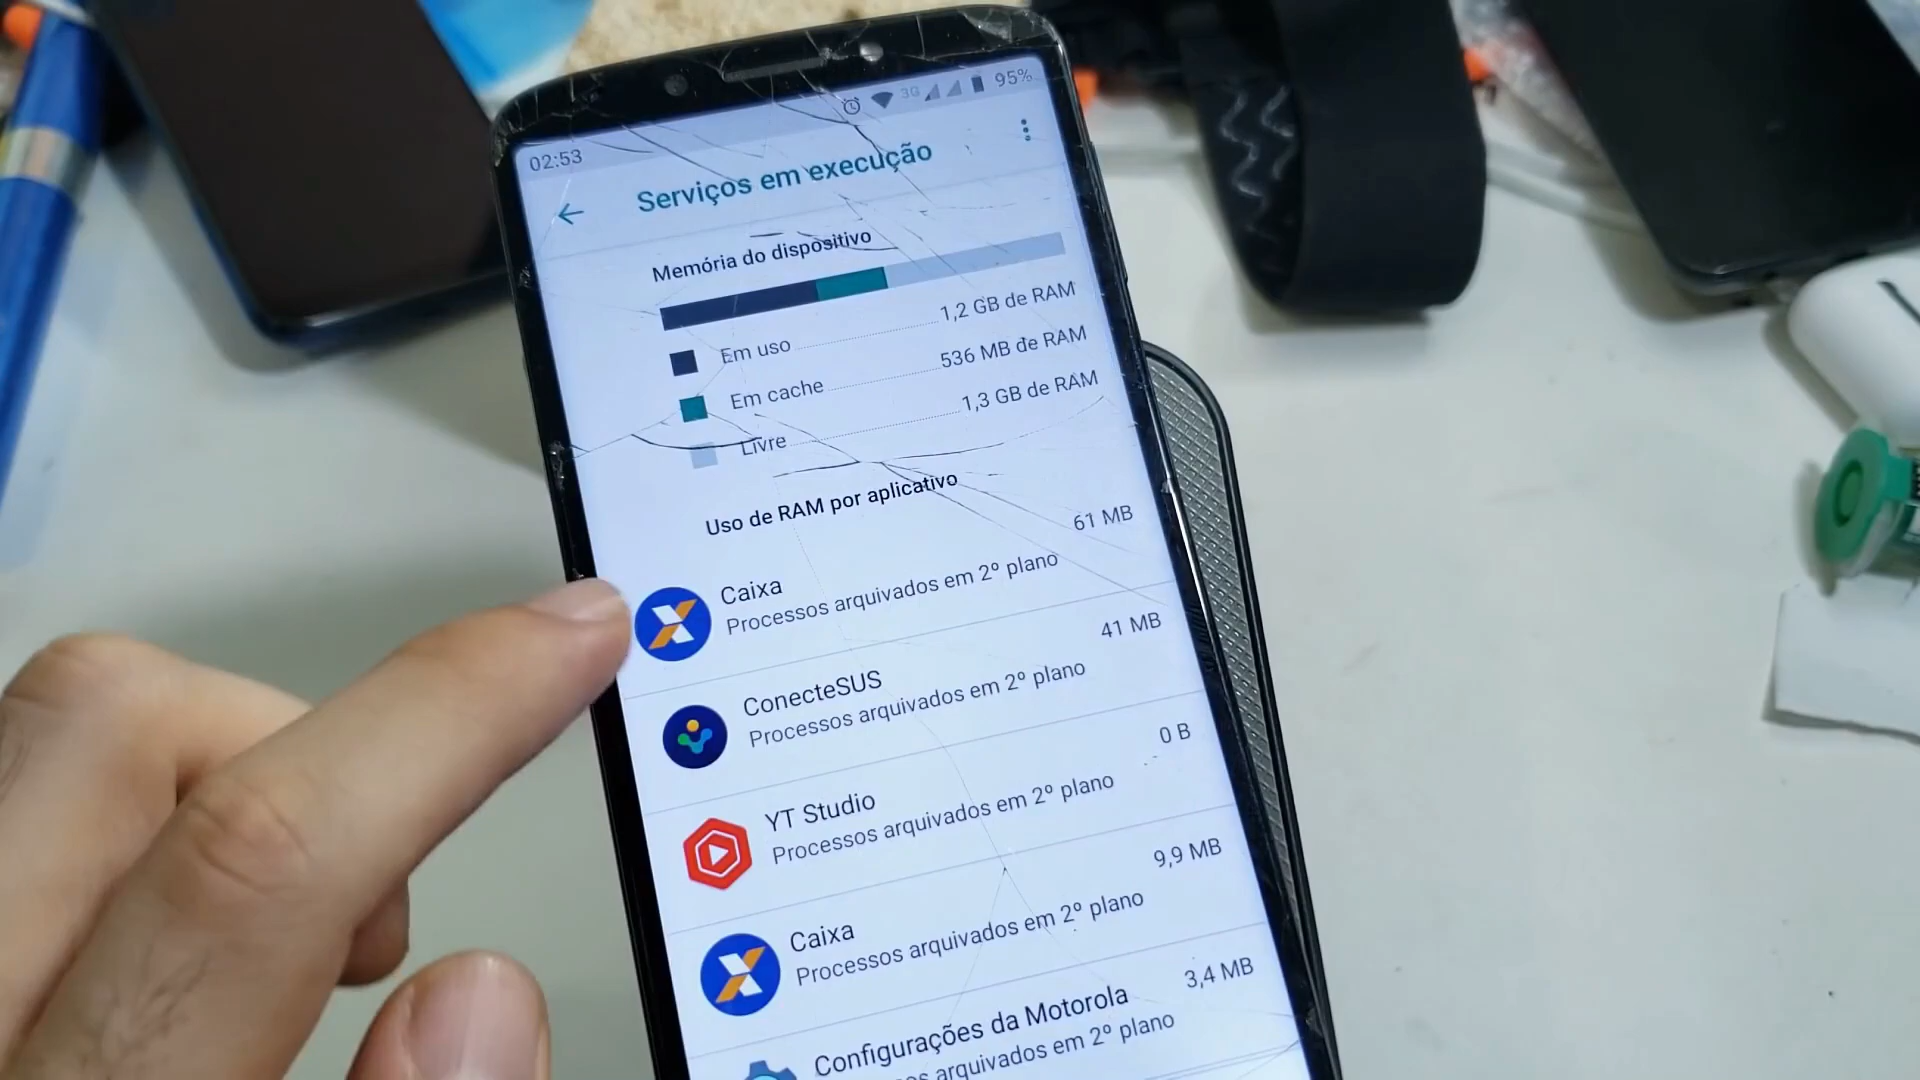 02:53
3G
95%
Serviços em execução
Memória do dispositivo
Em uso 1,2 GB de RAM
Em cache 536 MB de RAM
Livre 1,3 GB de RAM
Uso de RAM por aplicativo
Caixa 61 MB
Processos arquivados em 2º plano
ConecteSUS 41 MB
Processos arquivados em 2º plano
YT Studio 0 B
Processos arquivados em 2º plano
Caixa 9,9 MB
Processos arquivados em 2º plano
Configurações da Motorola 3,4 MB
arquivados em 2º plano